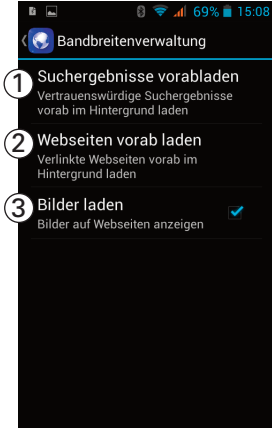 69% 15:08
Bandbreitenverwaltung
1 Suchergebnisse vorabladen
Vertrauenswürdige Suchergebnisse
vorab im Hintergrund laden
2 Webseiten vorab laden
Verlinkte Webseiten vorab im
Hintergrund laden
3 Bilder laden
Bilder auf Webseiten anzeigen